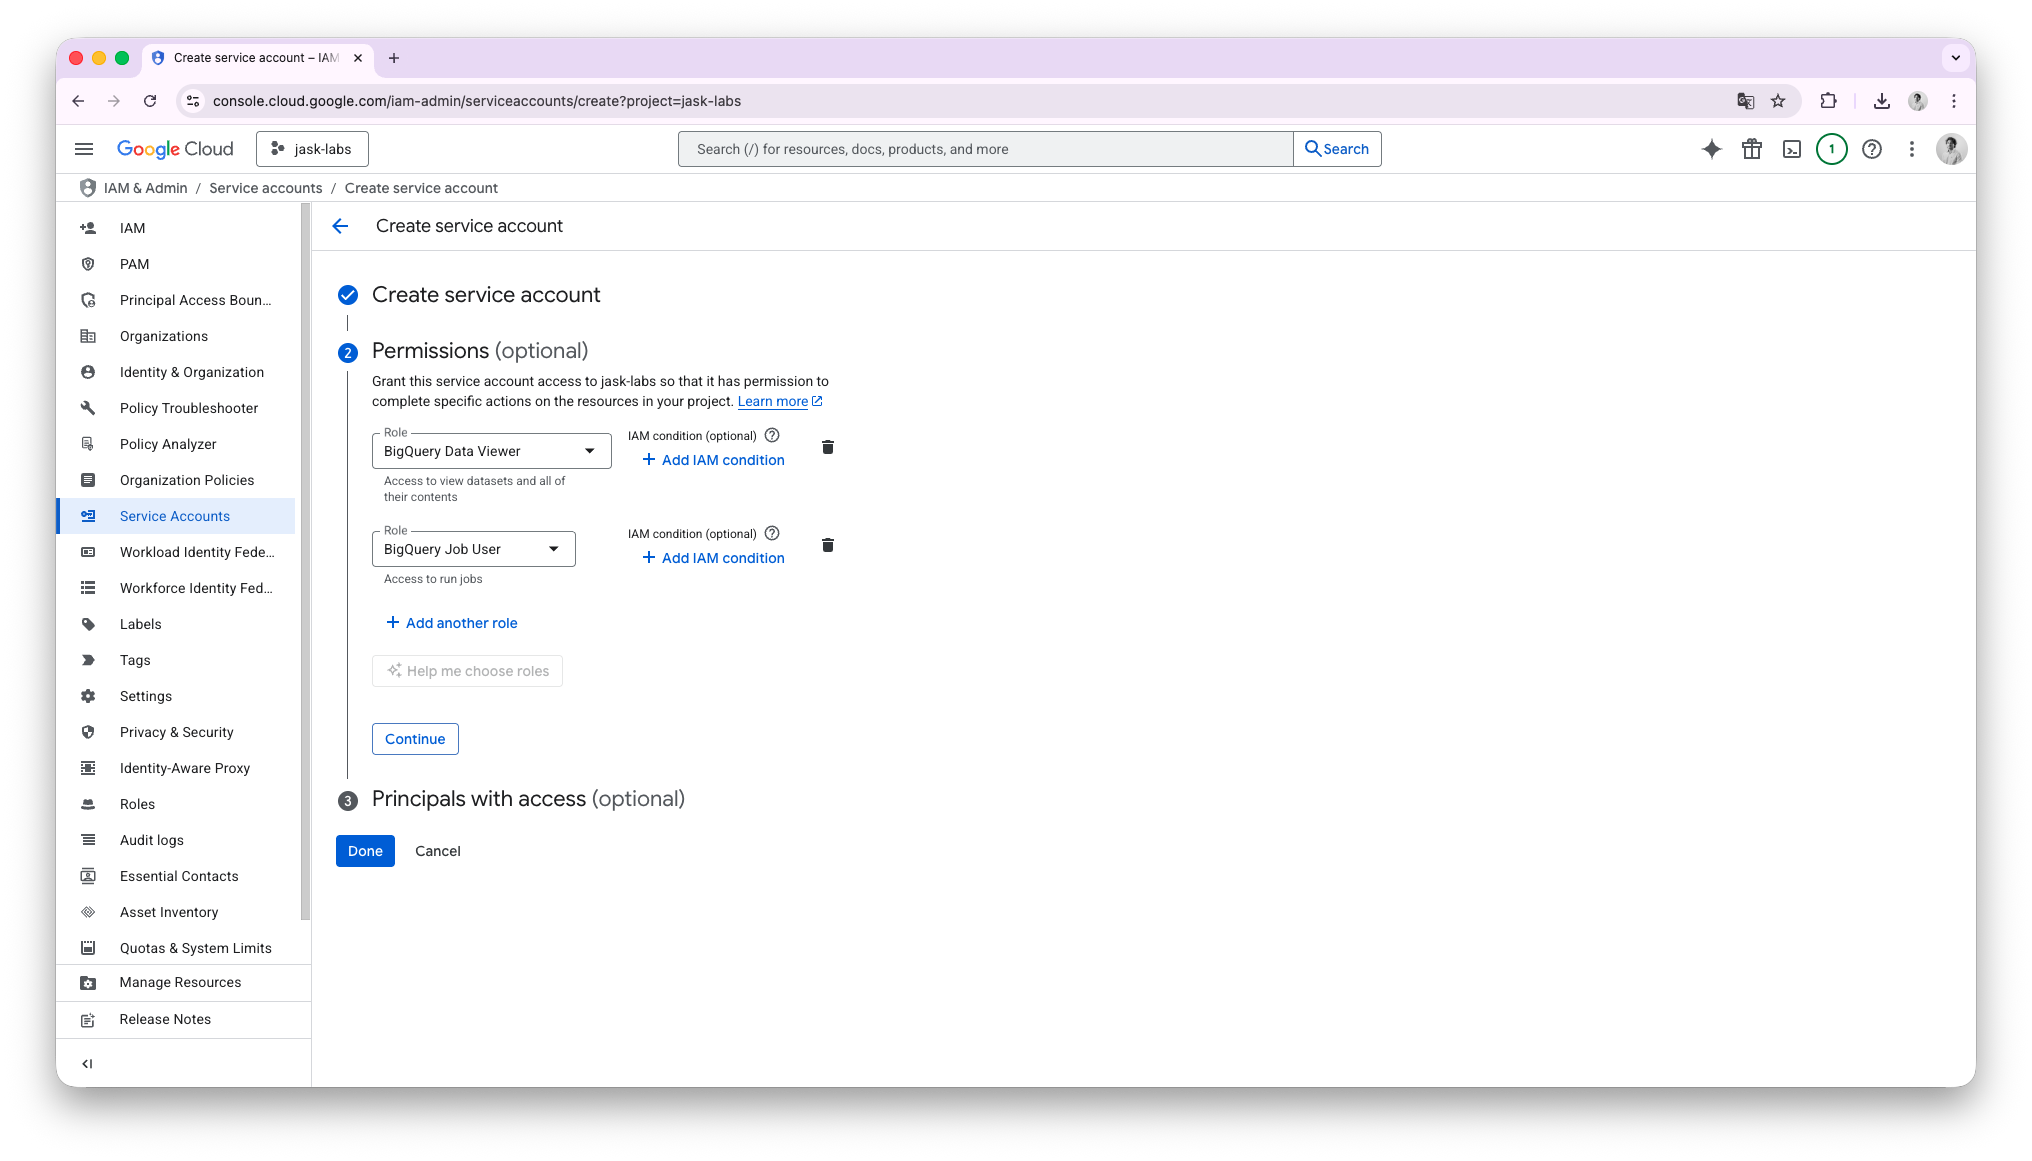 Create service account – IAM
console.cloud.google.com/iam-admin/serviceaccounts/create?project=jask-labs
Google Cloud
jask-labs
Search (/) for resources, docs, products, and more
Search
1
IAM & Admin / Service accounts / Create service account
IAM
PAM
Principal Access Boun...
Organizations
Identity & Organization
Policy Troubleshooter
Policy Analyzer
Organization Policies
Service Accounts
Workload Identity Fede...
Workforce Identity Fed...
Labels
Tags
Settings
Privacy & Security
Identity-Aware Proxy
Roles
Audit logs
Essential Contacts
Asset Inventory
Quotas & System Limits
Manage Resources
Release Notes
Create service account
Create service account
2 Permissions (optional)
Grant this service account access to jask-labs so that it has permission to
complete specific actions on the resources in your project. Learn more
Role
BigQuery Data Viewer
Access to view datasets and all of
their contents
IAM condition (optional)
+ Add IAM condition
Role
BigQuery Job User
Access to run jobs
IAM condition (optional)
+ Add IAM condition
+ Add another role
Help me choose roles
Continue
3 Principals with access (optional)
Done
Cancel